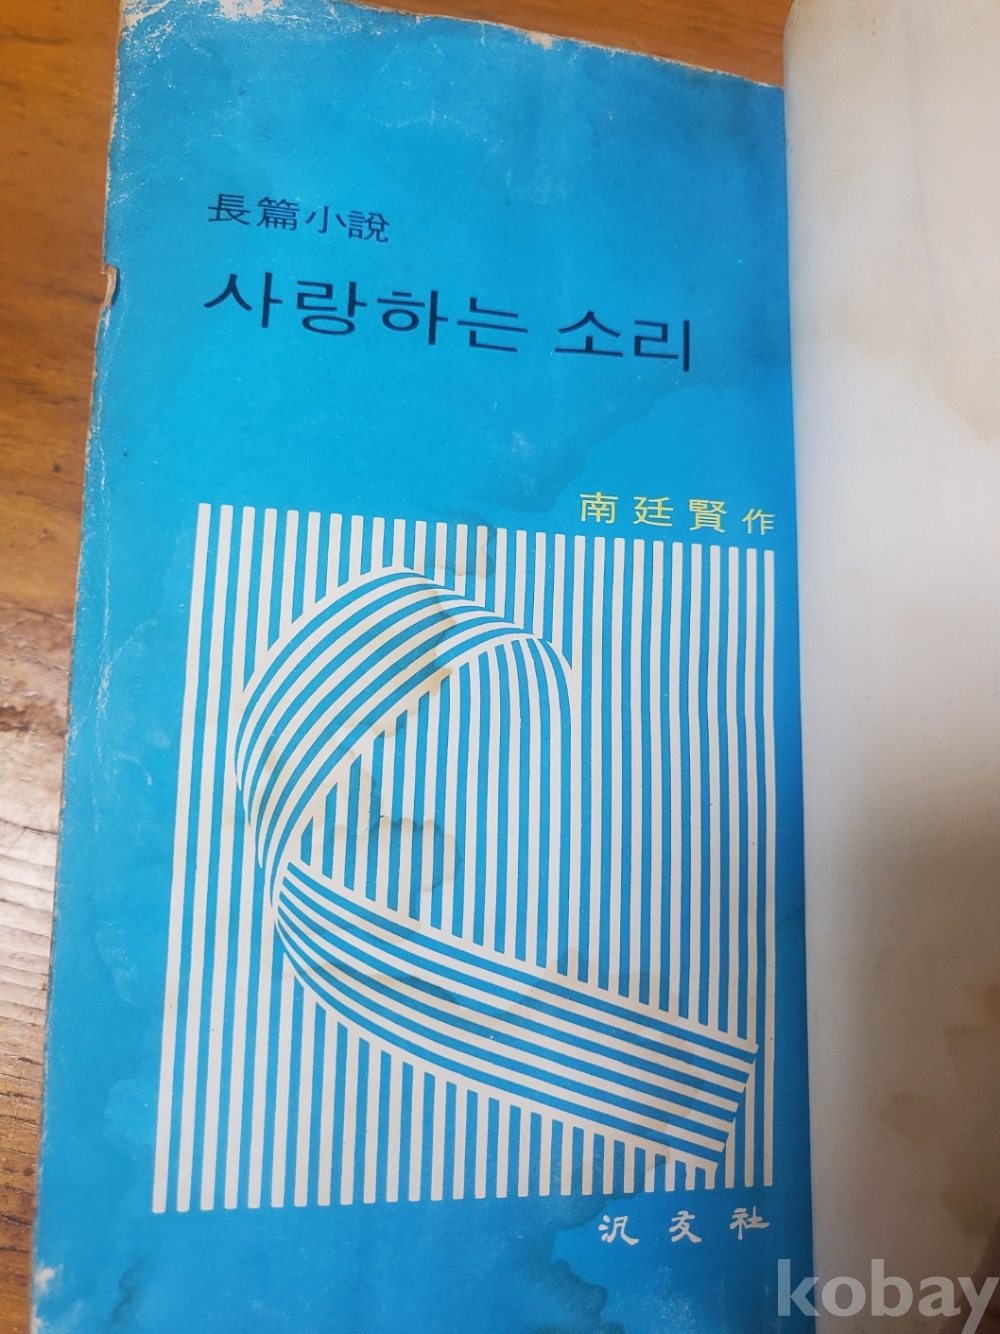 長篇小說
사랑하는 소리
南廷賢 作
汎友社
kobay